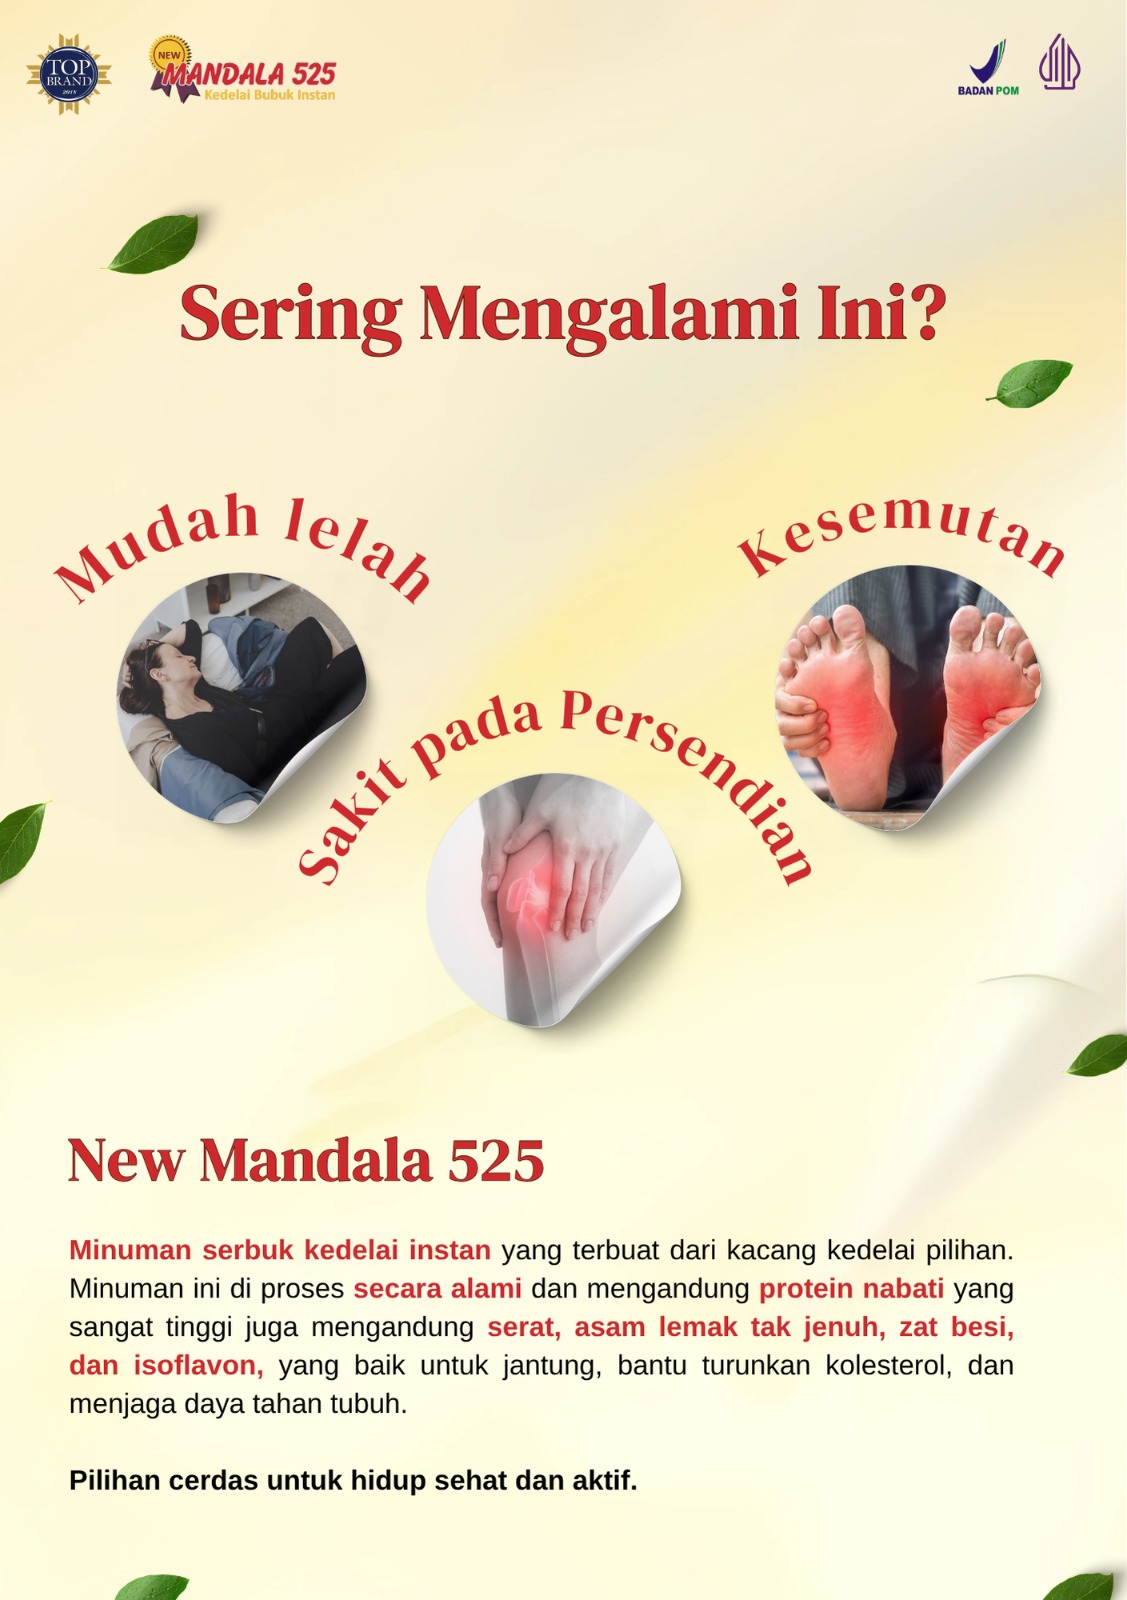 TOP
BRAND
2018
NEW
MANDALA 525
Kedelai Bubuk Instan
BADAN POM
Sering Mengalami Ini?
Mudah lelah
Kesemutan
Sakit pada Persendian
New Mandala 525
Minuman serbuk kedelai instan yang terbuat dari kacang kedelai pilihan.
Minuman ini di proses secara alami dan mengandung protein nabati yang
sangat tinggi juga mengandung serat, asam lemak tak jenuh, zat besi,
dan isoflavon, yang baik untuk jantung, bantu turunkan kolesterol, dan
menjaga daya tahan tubuh.
Pilihan cerdas untuk hidup sehat dan aktif.